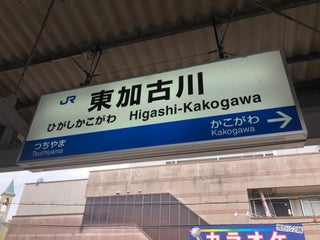 JR 東加古川
ひがしかこがわ Higashi-Kakogawa
つちやま かこがわ
Tsuchiyama Kakogawa
カラオケ